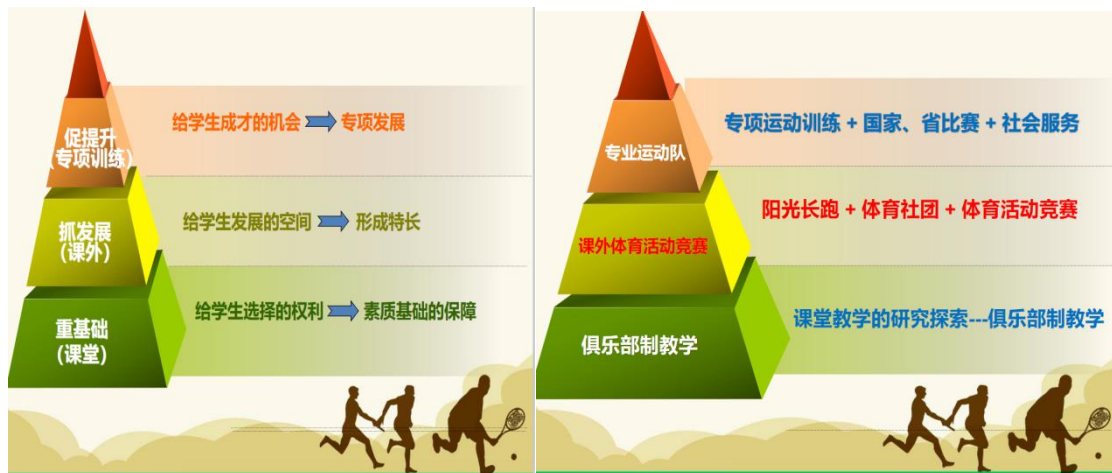 促提升
（专项训练）
给学生成才的机会 专项发展
抓发展
（课外）
给学生发展的空间 形成特长
重基础
（课堂）
给学生选择的权利 素质基础的保障
专业运动队
专项运动训练 + 国家、省比赛 + 社会服务
课外体育活动竞赛
阳光长跑 + 体育社团 + 体育活动竞赛
俱乐部制教学
课堂教学的研究探索---俱乐部制教学